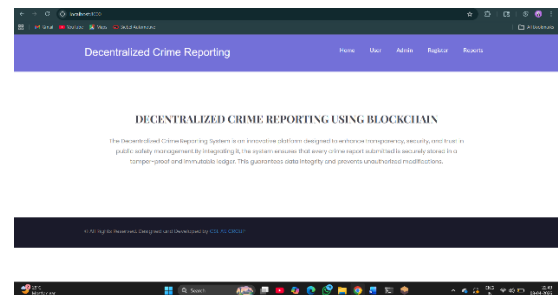 localhost:8000
Gmail YouTube Maps
All Bookmarks
Decentralized Crime Reporting
Home User Admin Register Reports
DECENTRALIZED CRIME REPORTING USING BLOCKCHAIN
The Decentralized Crime Reporting System is an innovative platform designed to enhance transparency, security, and trust in
public safety management. By integrating it, the system ensures that every crime report submitted is securely stored in a
tamper-proof and immutable ledger. This guarantees data integrity and prevents unauthorized modifications.
© All Rights Reserved. Designed and Developed by
Search